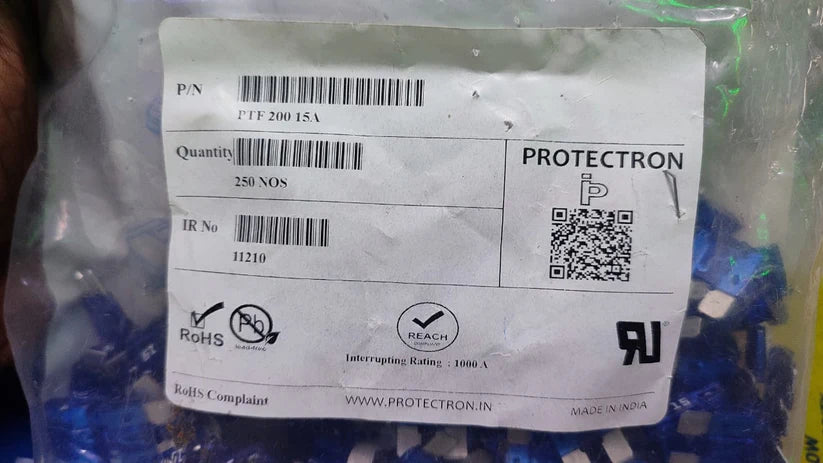 P/N
PTF 200 15A
Quantity
250 NOS
IR No
11210
PROTECTRON
RoHS
Pb
REACH
Interrupting Rating : 1000 A
RoHS Complaint
WWW.PROTECTRON.IN
MADE IN INDIA